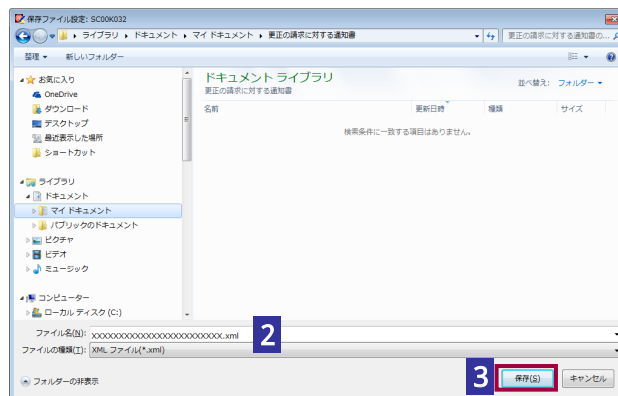 保存ファイル設定: SC00K032
ライブラリ ▸ ドキュメント ▸ マイ ドキュメント ▸ 更正の請求に対する通知書
更正の請求に対する通知書の...
整理 ▼ 新しいフォルダー
お気に入り
OneDrive
ダウンロード
デスクトップ
最近表示した場所
ショートカット
ライブラリ
ドキュメント
マイ ドキュメント
パブリックのドキュメント
ピクチャ
ビデオ
ミュージック
コンピューター
ローカル ディスク (C:)
ドキュメント ライブラリ
更正の請求に対する通知書
並べ替え: フォルダー ▼
名前 更新日時 種類 サイズ
検索条件に一致する項目はありません。
ファイル名(N): XXXXXXXXXXXXXXXXXXXXXXXXXX.xml
2
ファイルの種類(T): XML ファイル(*.xml)
フォルダーの非表示
3
保存(S) キャンセル